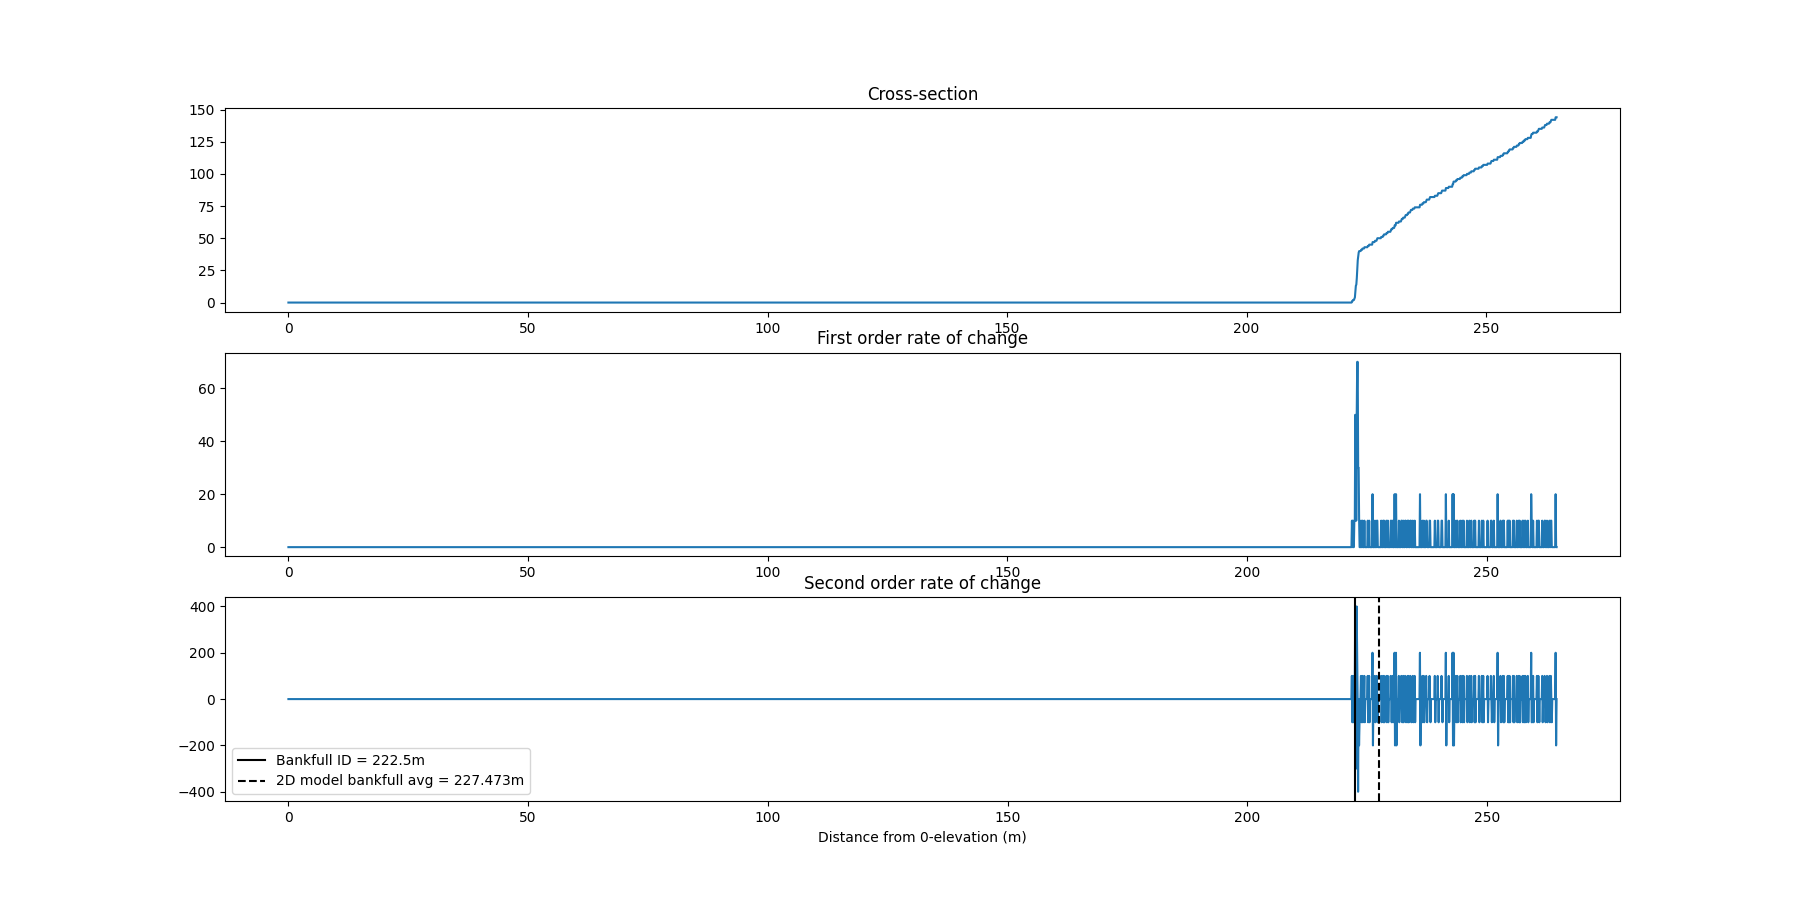 Cross-section
150
125
100
75
50
25
0
0 50 100 150 200 250
First order rate of change
60
40
20
0
0 50 100 150 200 250
Second order rate of change
400
200
0
−200
−400
Bankfull ID = 222.5m
2D model bankfull avg = 227.473m
0 50 100 150 200 250
Distance from 0-elevation (m)